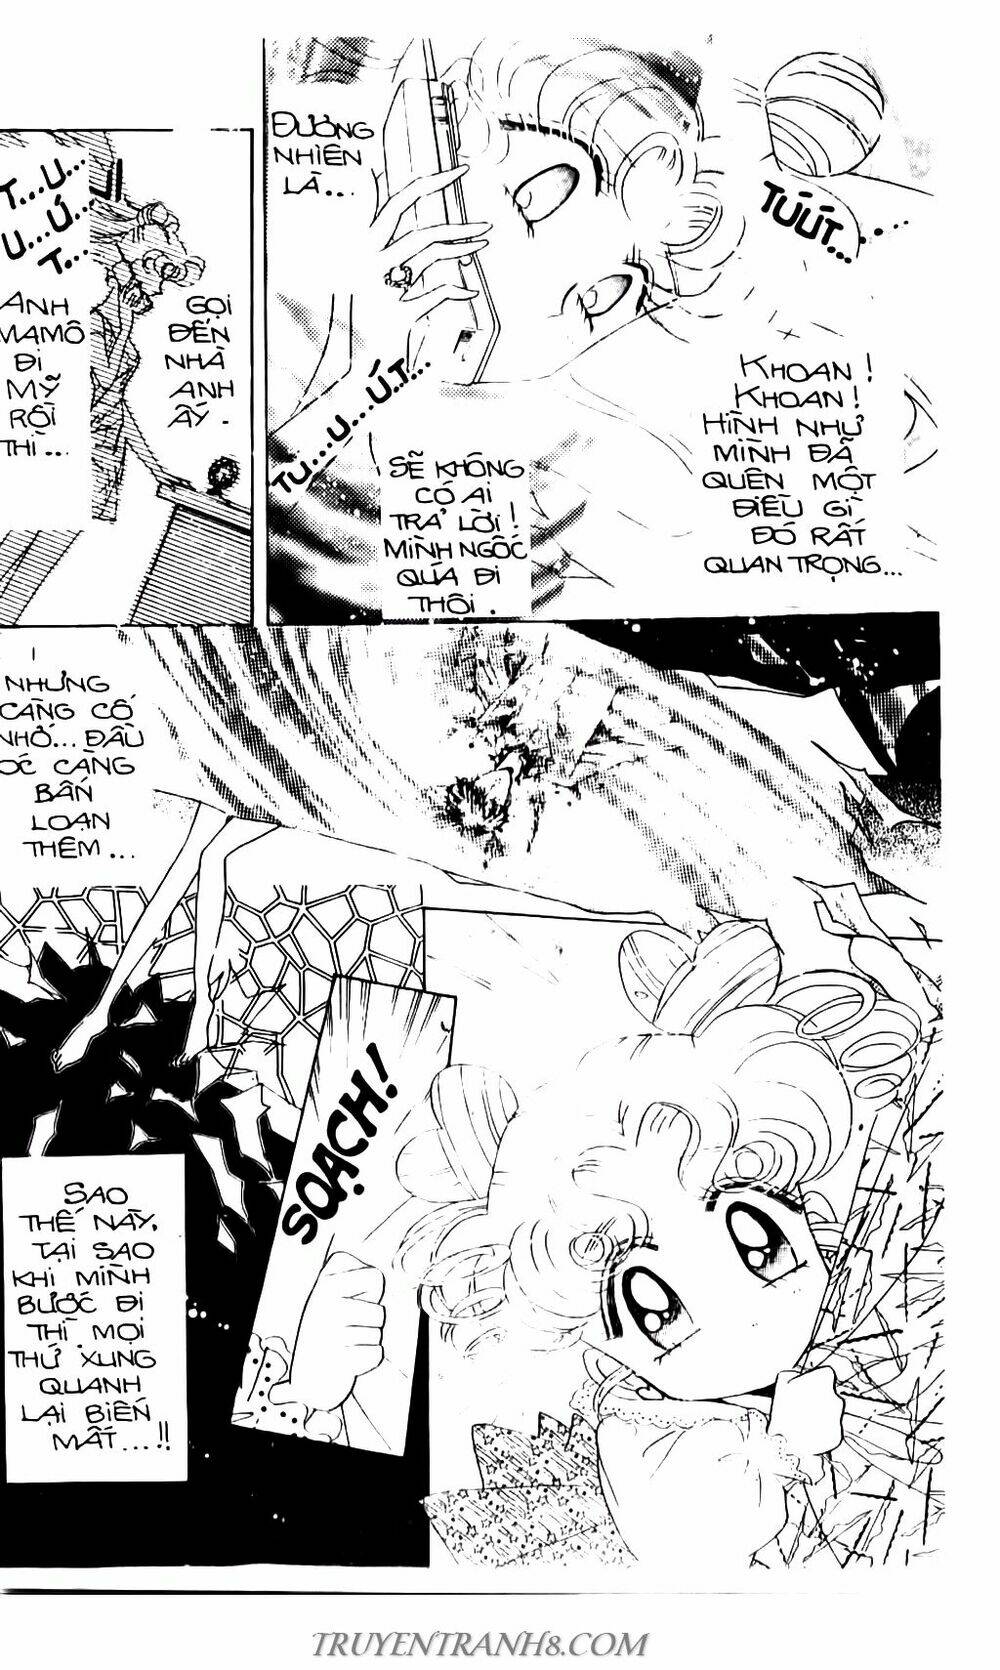 T...U...
U...Ú...
T...
ANH
MAMÔ
ĐI
MỸ
RỒI
THÌ...
GỌI
ĐẾN
NHÀ
ANH
ẤY.
ĐƯƠNG
NHIÊN
LÀ...
TU...U...ÚT...
SẼ KHÔNG
CÓ AI
TRẢ LỜI!
MÌNH NGỐC
QÚA ĐI
THÔI.
TÚÚT...
KHOAN!
KHOAN!
HÌNH NHƯ
MÌNH ĐÃ
QUÊN MỘT
ĐIỀU GÌ
ĐÓ RẤT
QUAN TRỌNG...
NHƯNG
CÀNG CỐ
NHỚ... ĐẦU
ÓC CÀNG
BẤN
LOẠN
THÊM...
SOẠCH!
SAO
THẾ NÀY,
TẠI SAO
KHI MÌNH
BƯỚC ĐI
THÌ MỌI
THỨ XUNG
QUANH
LẠI BIẾN
MẤT...!!
TRUYENTRANH8.COM